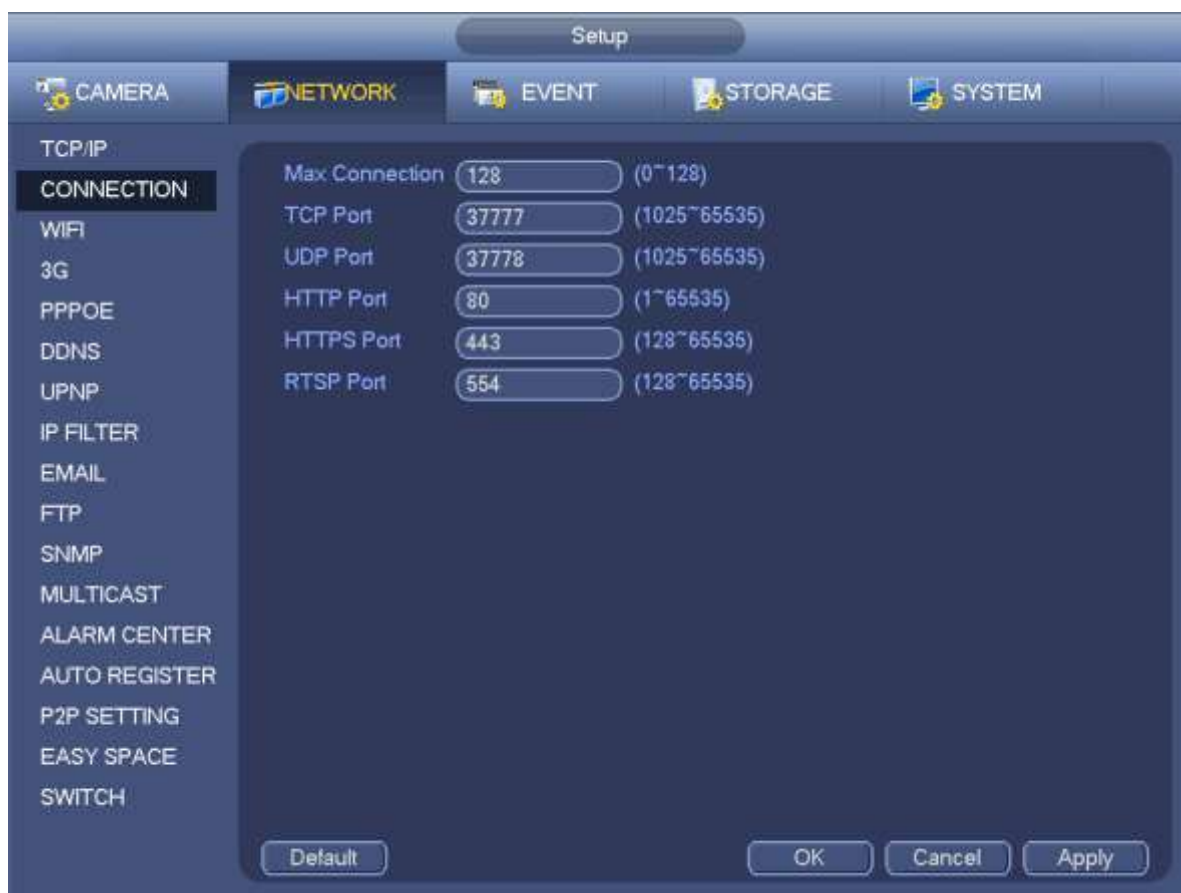 Setup
CAMERA NETWORK EVENT STORAGE SYSTEM
TCP/IP
CONNECTION
WIFI
3G
PPPOE
DDNS
UPNP
IP FILTER
EMAIL
FTP
SNMP
MULTICAST
ALARM CENTER
AUTO REGISTER
P2P SETTING
EASY SPACE
SWITCH
Max Connection 128 (0~128)
TCP Port 37777 (1025~65535)
UDP Port 37778 (1025~65535)
HTTP Port 80 (1~65535)
HTTPS Port 443 (128~65535)
RTSP Port 554 (128~65535)
Default OK Cancel Apply